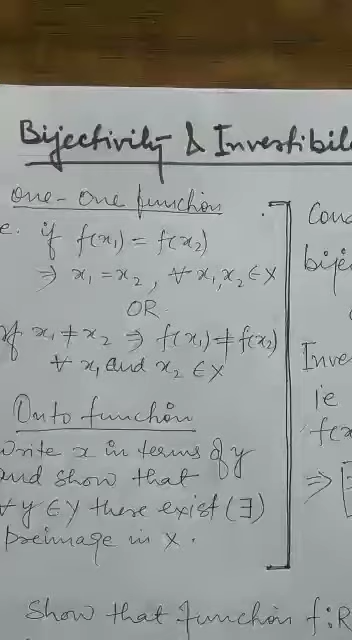 Bijectivity & Invertibil
one-one function
e. if f(x₁) = f(x₂)
⇒ x₁ = x₂, ∀ x₁, x₂ ∈ X
OR
if x₁ ≠ x₂ ⇒ f(x₁) ≠ f(x₂)
∀ x₁ and x₂ ∈ X
Onto function
write x in terms of y
and show that
∀ y ∈ Y there exist (∃)
preimage in X.
Conc
bije
Inve
ie
f(x
⇒
Show that function f: R